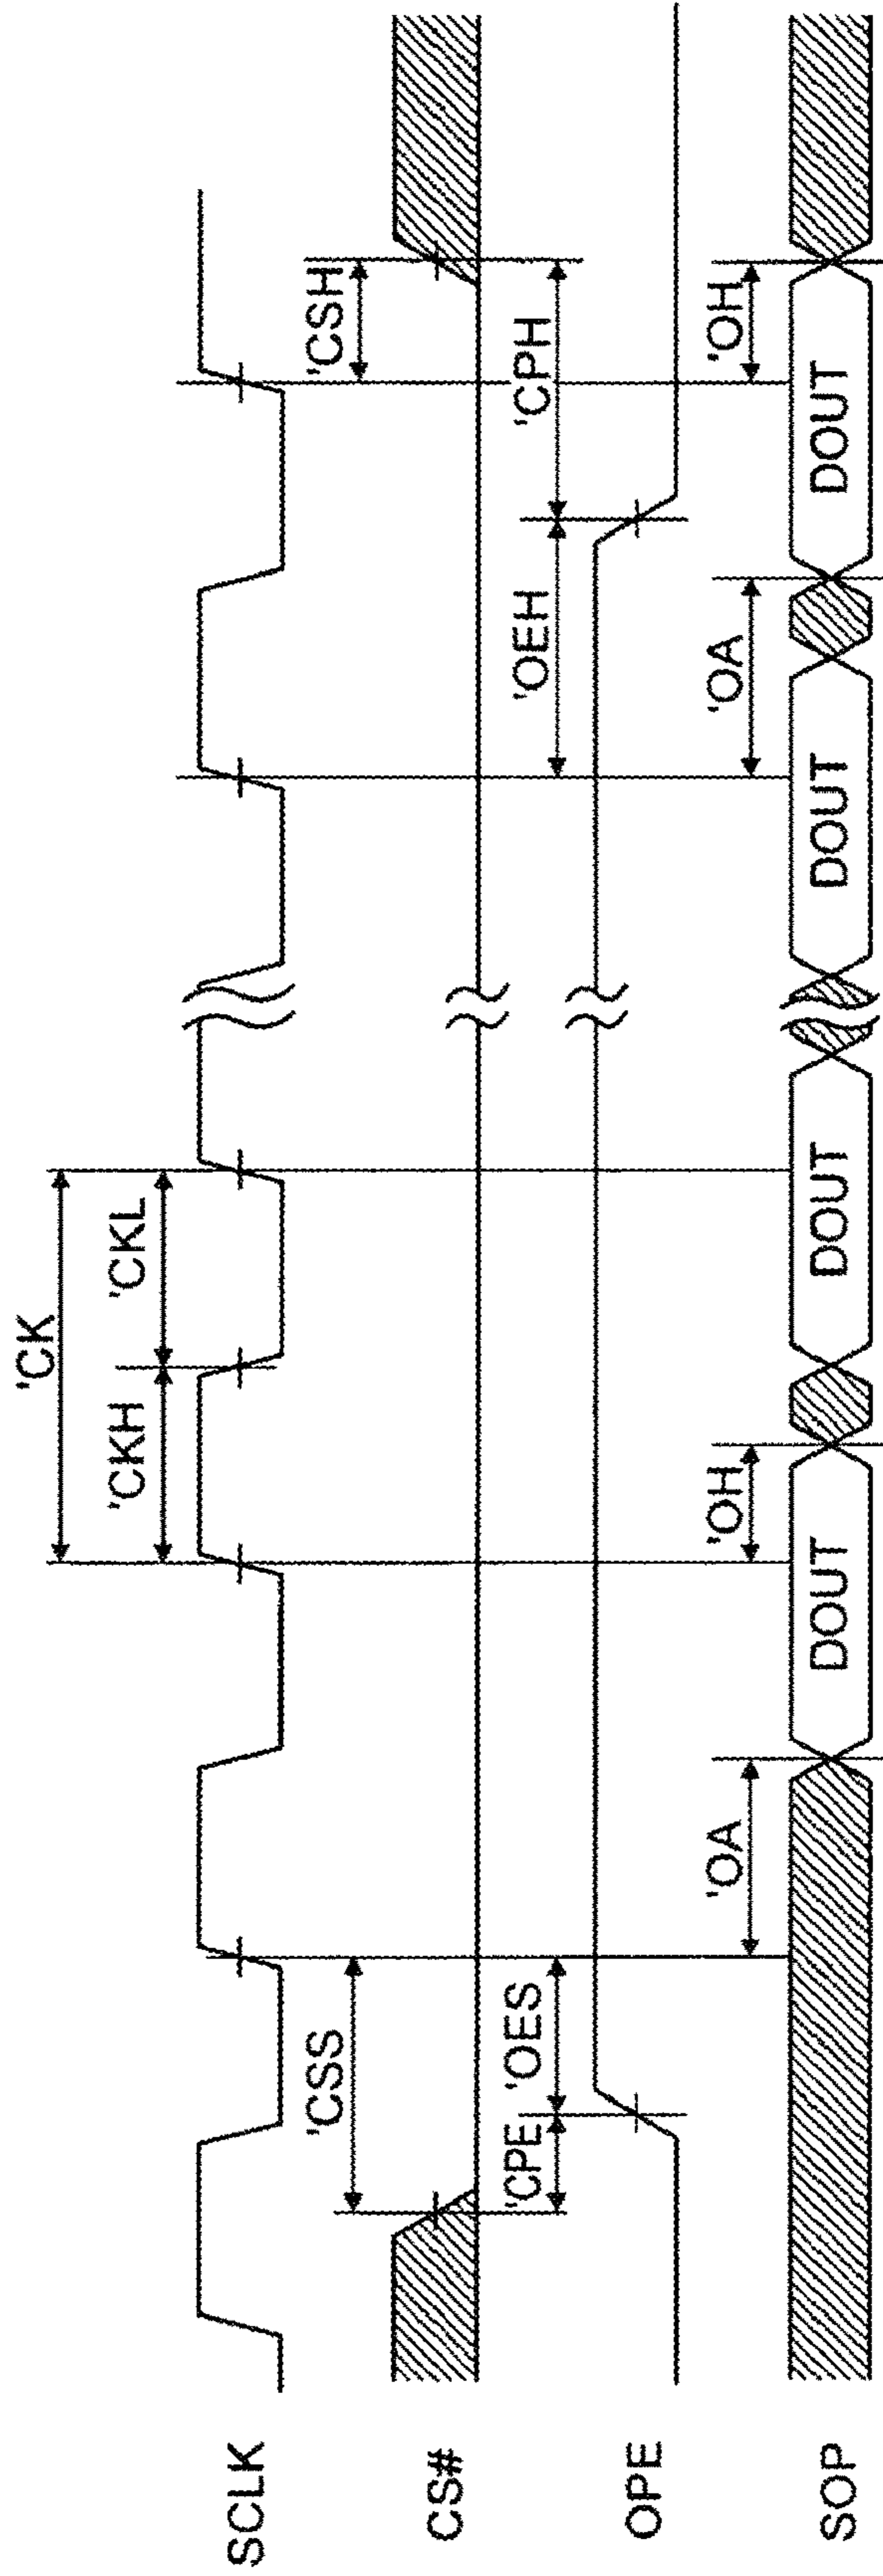 'CK
'CKH 'CKL
SCLK
'CSS 'CSH
CS#
'CPE 'OES 'OEH 'CPH
OPE
'OA 'OH 'OA 'OH
SOP DOUT DOUT DOUT DOUT